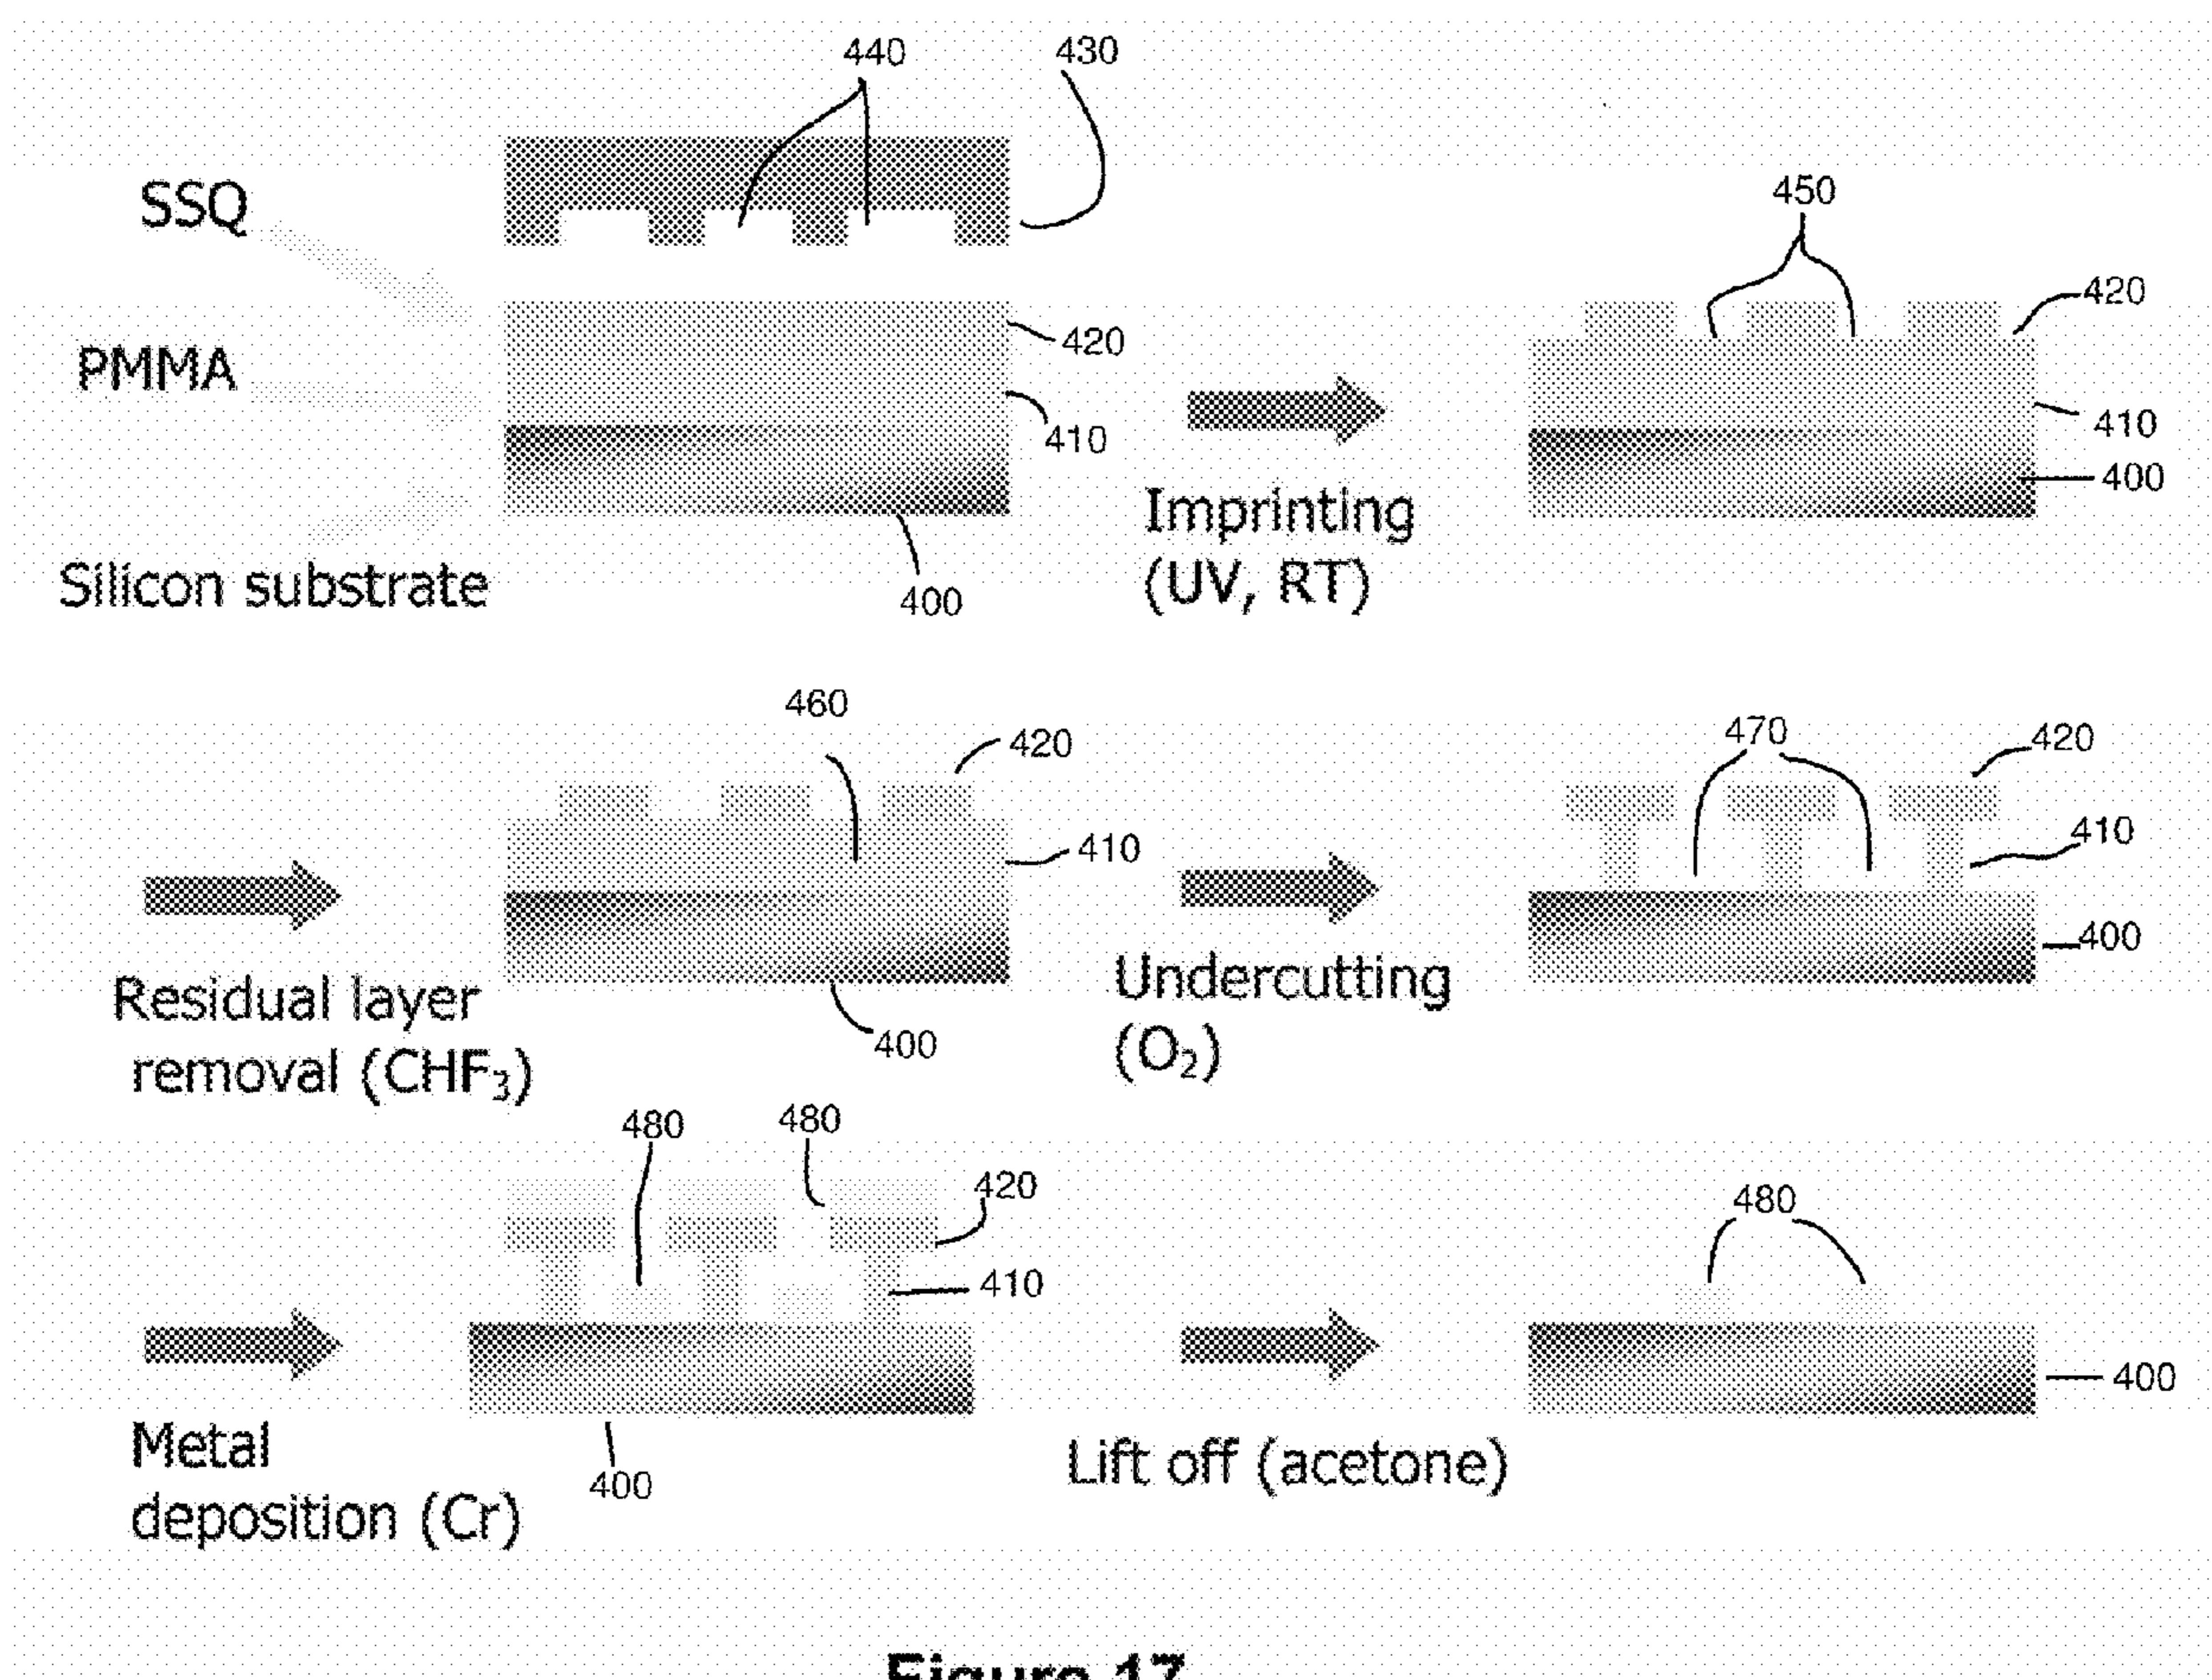 440
430
SSQ
450
420
420
PMMA
410
410
400
Imprinting
(UV, RT)
Silicon substrate
400
460
420
470
420
410
410
400
Residual layer
removal (CHF₃)
400
Undercutting
(O₂)
480
480
420
410
480
400
Metal
deposition (Cr)
400
Lift off (acetone)
Figure 17